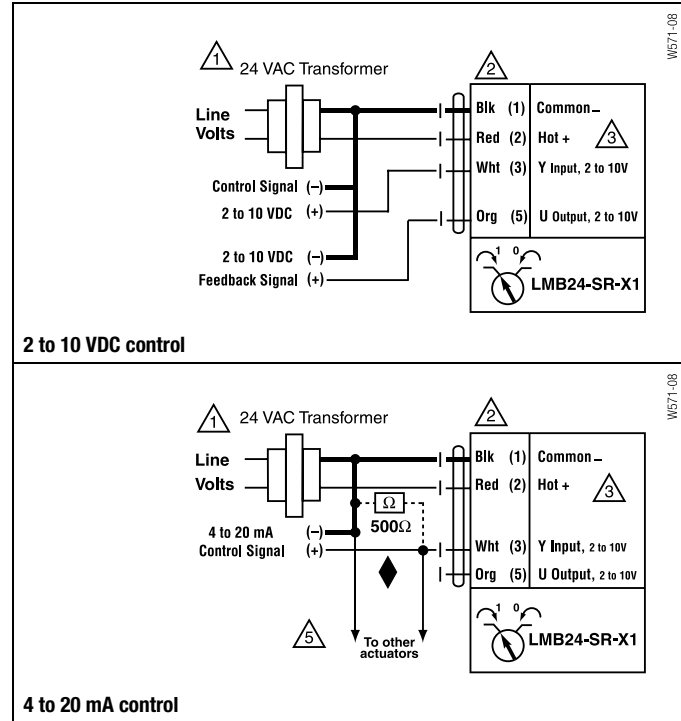 W571-08
1 24 VAC Transformer 2
Line Volts
Blk (1) Common –
Red (2) Hot + 3
Wht (3) Y Input, 2 to 10V
Control Signal (–)
2 to 10 VDC (+)
Org (5) U Output, 2 to 10V
2 to 10 VDC (–)
Feedback Signal (+)
1 0
LMB24-SR-X1
2 to 10 VDC control
W571-08
1 24 VAC Transformer 2
Line
Volts
Blk (1) Common –
Red (2) Hot + 3
Ω
500Ω
4 to 20 mA (–)
Control Signal (+)
Wht (3) Y Input, 2 to 10V
Org (5) U Output, 2 to 10V
5
To other
actuators
1 0
LMB24-SR-X1
4 to 20 mA control